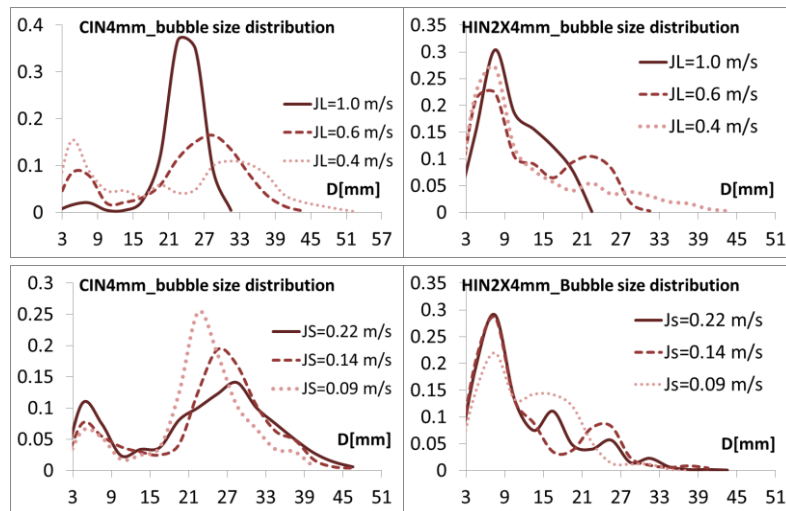 CIN4mm_bubble size distribution
0.4
0.3
0.2
0.1
0
JL=1.0 m/s
JL=0.6 m/s
JL=0.4 m/s
D[mm]
3 9 15 21 27 33 39 45 51 57
HIN2X4mm_bubble size distribution
0.35
0.3
0.25
0.2
0.15
0.1
0.05
0
JL=1.0 m/s
JL=0.6 m/s
JL=0.4 m/s
D[mm]
3 9 15 21 27 33 39 45 51
CIN4mm_bubble size distribution
0.3
0.25
0.2
0.15
0.1
0.05
0
JS=0.22 m/s
JS=0.14 m/s
JS=0.09 m/s
D[mm]
3 9 15 21 27 33 39 45 51
HIN2X4mm_Bubble size distribution
0.35
0.3
0.25
0.2
0.15
0.1
0.05
0
Js=0.22 m/s
Js=0.14 m/s
Js=0.09 m/s
D[mm]
3 9 15 21 27 33 39 45 51